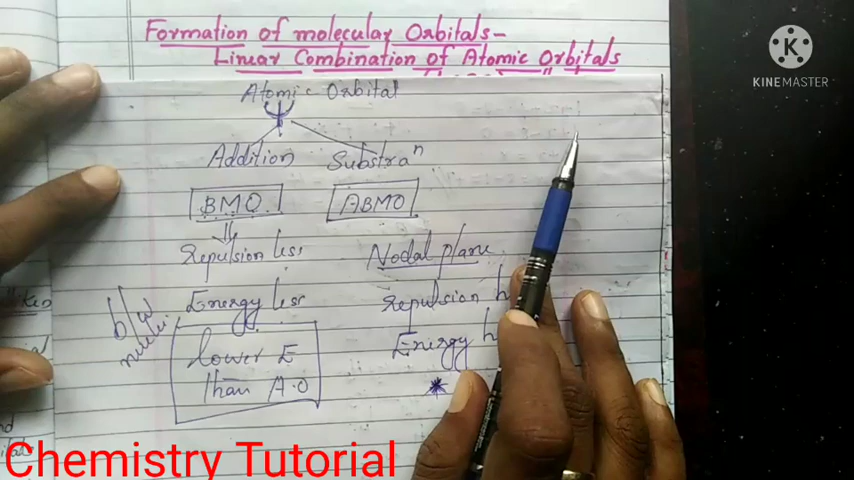 Formation of molecular Orbitals-
Linear Combination of Atomic Orbitals
Atomic Orbital
Addition Substraⁿ
BMO ABMO
repulsion less Nodal plane
b/w nuclei
Energy less repulsion h
lower E Energy h
than A.O
K
KINEMASTER
Chemistry Tutorial